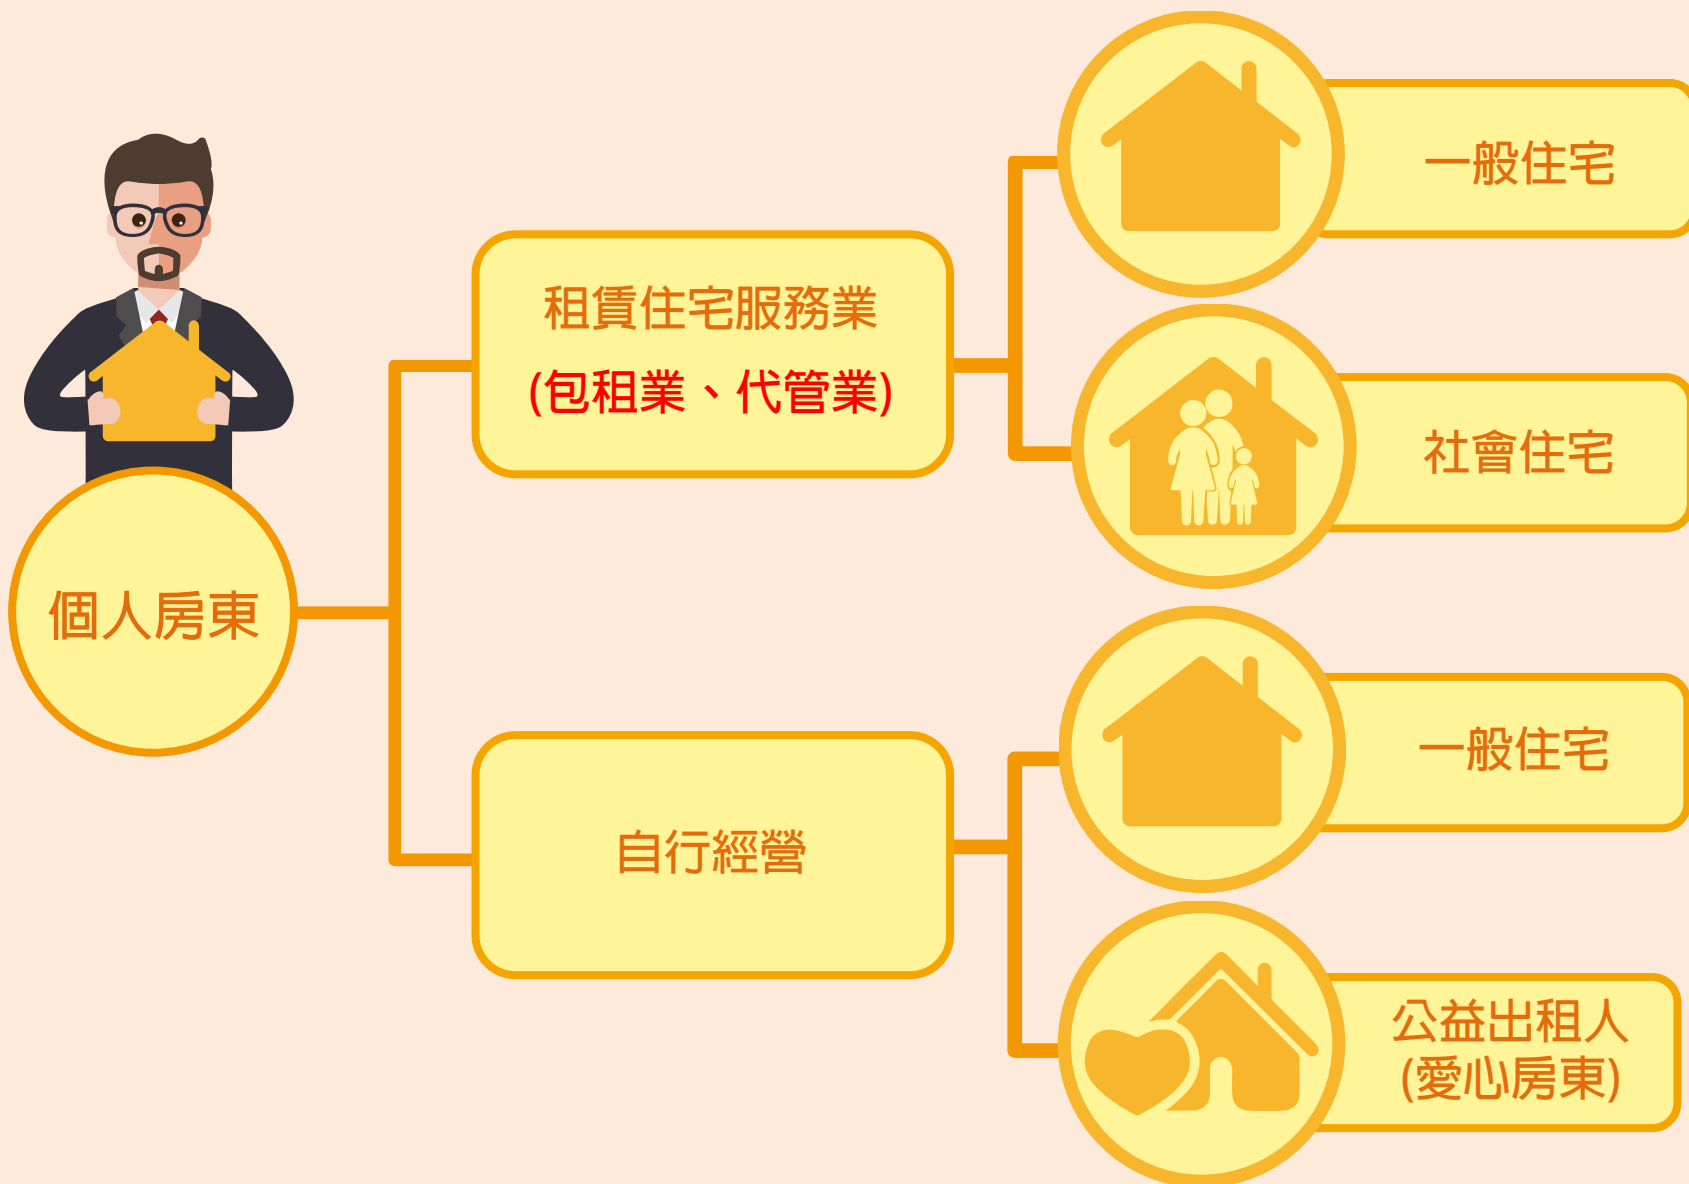 個人房東
租賃住宅服務業
(包租業、代管業)
一般住宅
社會住宅
自行經營
一般住宅
公益出租人
(愛心房東)